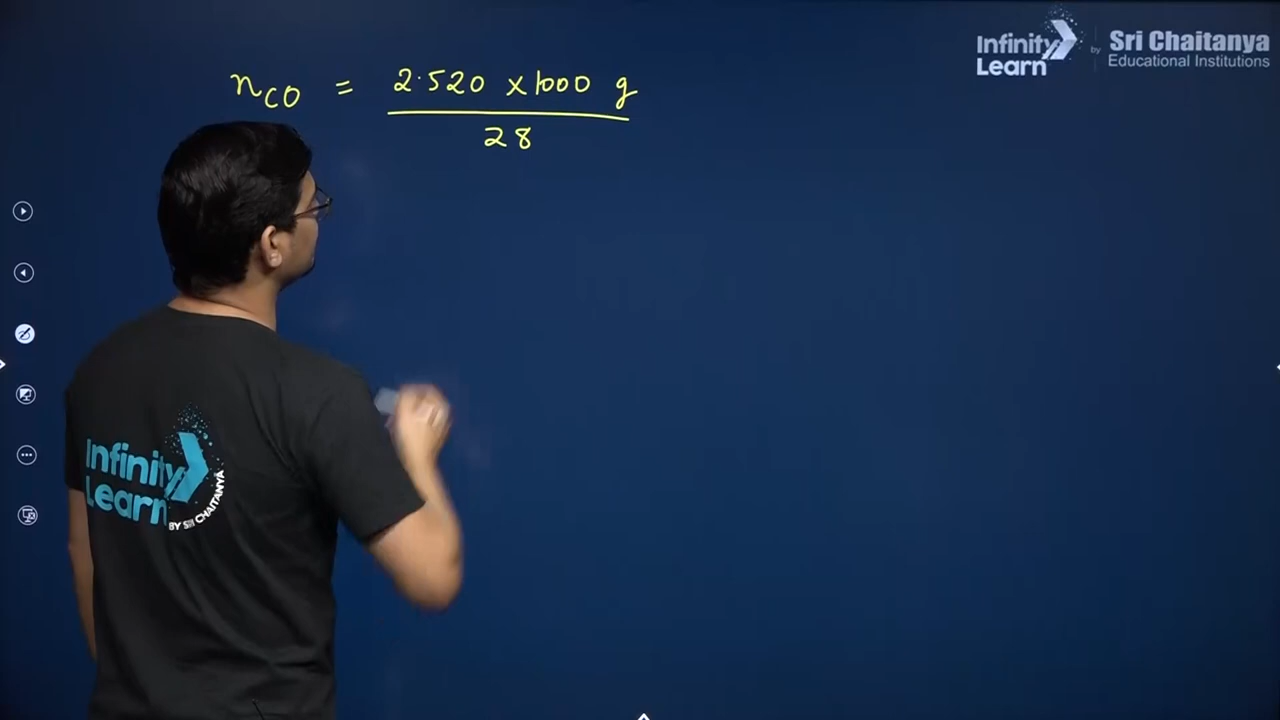 n_CO = 2.520 × 1000 g
28
Infinity Learn by Sri Chaitanya Educational Institutions
Infinity Learn
BY SRI CHAITANYA